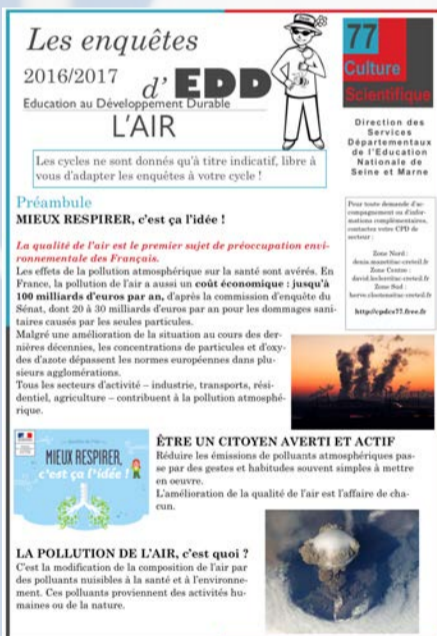 Les enquêtes
2016/2017 d'EDD
Education au Développement Durable
L'AIR
77
Culture
Scientifique
Direction des
Services
Départementaux
de l'Education
Nationale de
Seine et Marne
Les cycles ne sont donnés qu'à titre indicatif, libre à
vous d'adapter les enquêtes à votre cycle !
Pour toute demande d'ac-
compagnement ou d'infor-
mations complémentaires,
contactez votre CPD de
secteur :
Zone Nord :
Zone Centre :
Zone Sud :
http://cpdcs77.free.fr
Préambule
MIEUX RESPIRER, c'est ça l'idée !
La qualité de l'air est le premier sujet de préoccupation envi-
ronnementale des Français.
Les effets de la pollution atmosphérique sur la santé sont avérés. En
France, la pollution de l'air a aussi un coût économique : jusqu'à
100 milliards d'euros par an, d'après la commission d'enquête du
Sénat, dont 20 à 30 milliards d'euros par an pour les dommages sani-
taires causés par les seules particules.
Malgré une amélioration de la situation au cours des der-
nières décennies, les concentrations de particules et d'oxy-
des d'azote dépassent les normes européennes dans plu-
sieurs agglomérations.
Tous les secteurs d'activité – industrie, transports, rési-
dentiel, agriculture – contribuent à la pollution atmosphé-
rique.
MIEUX RESPIRER,
c'est ça l'idée !
ÊTRE UN CITOYEN AVERTI ET ACTIF
Réduire les émissions de polluants atmosphériques pas-
se par des gestes et habitudes souvent simples à mettre
en oeuvre.
L'amélioration de la qualité de l'air est l'affaire de cha-
cun.
LA POLLUTION DE L'AIR, c'est quoi ?
C'est la modification de la composition de l'air par
des polluants nuisibles à la santé et à l'environne-
ment. Ces polluants proviennent des activités hu-
maines ou de la nature.